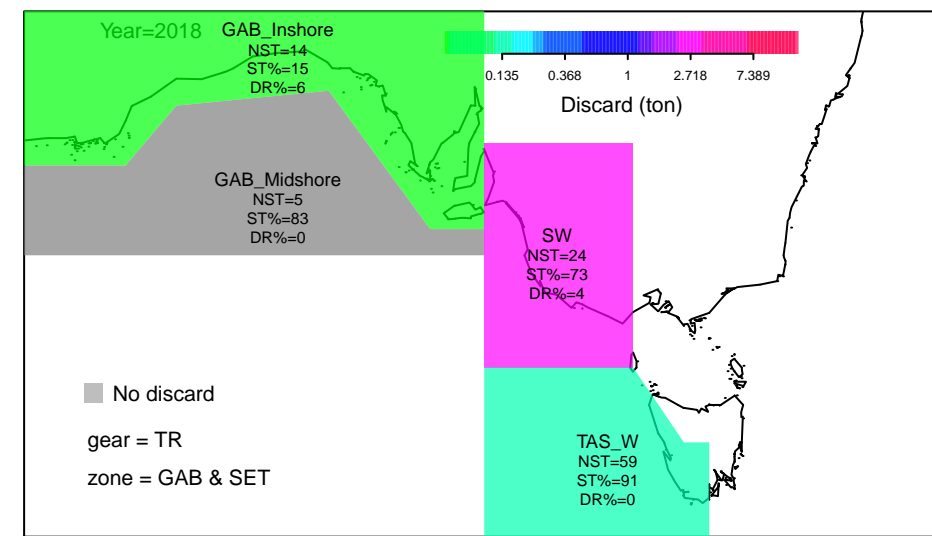 Year=2018
GAB_Inshore
NST=14
ST%=15
DR%=6
0.135 0.368 1 2.718 7.389
Discard (ton)
GAB_Midshore
NST=5
ST%=83
DR%=0
SW
NST=24
ST%=73
DR%=4
No discard
gear = TR
zone = GAB & SET
TAS_W
NST=59
ST%=91
DR%=0